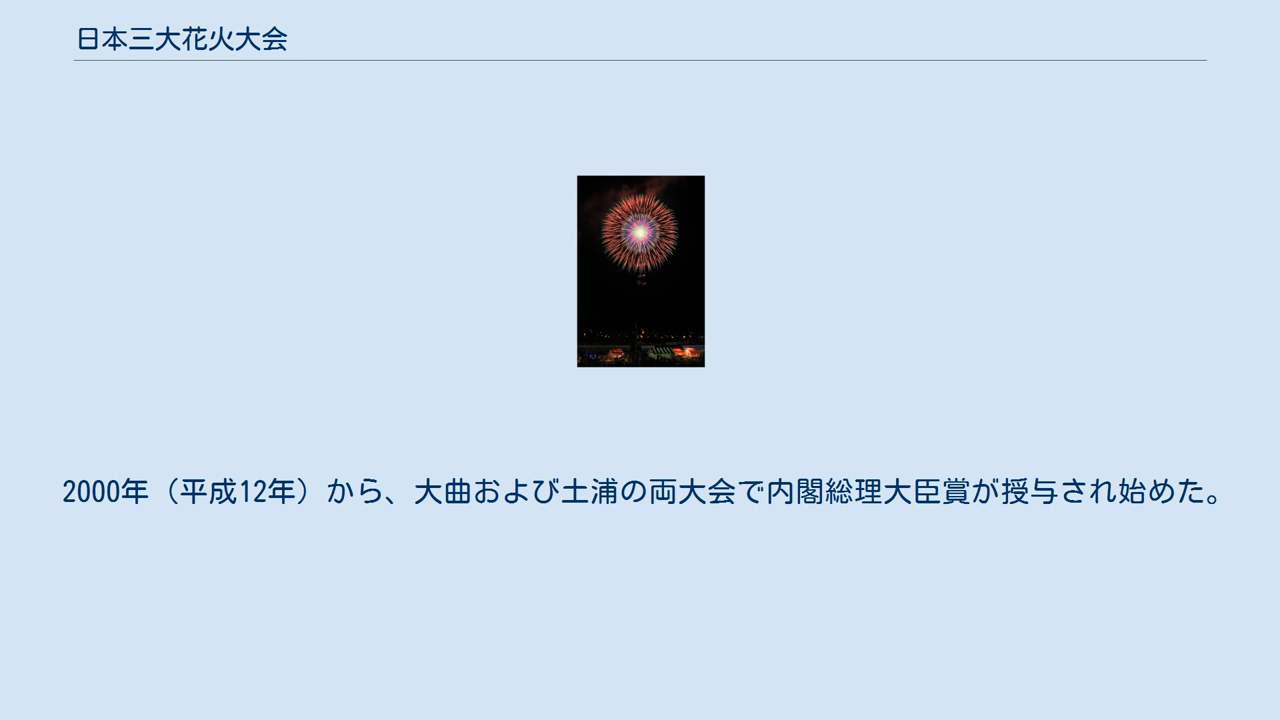 日本三大花火大会
2000年（平成12年）から、大曲および土浦の両大会で内閣総理大臣賞が授与され始めた。